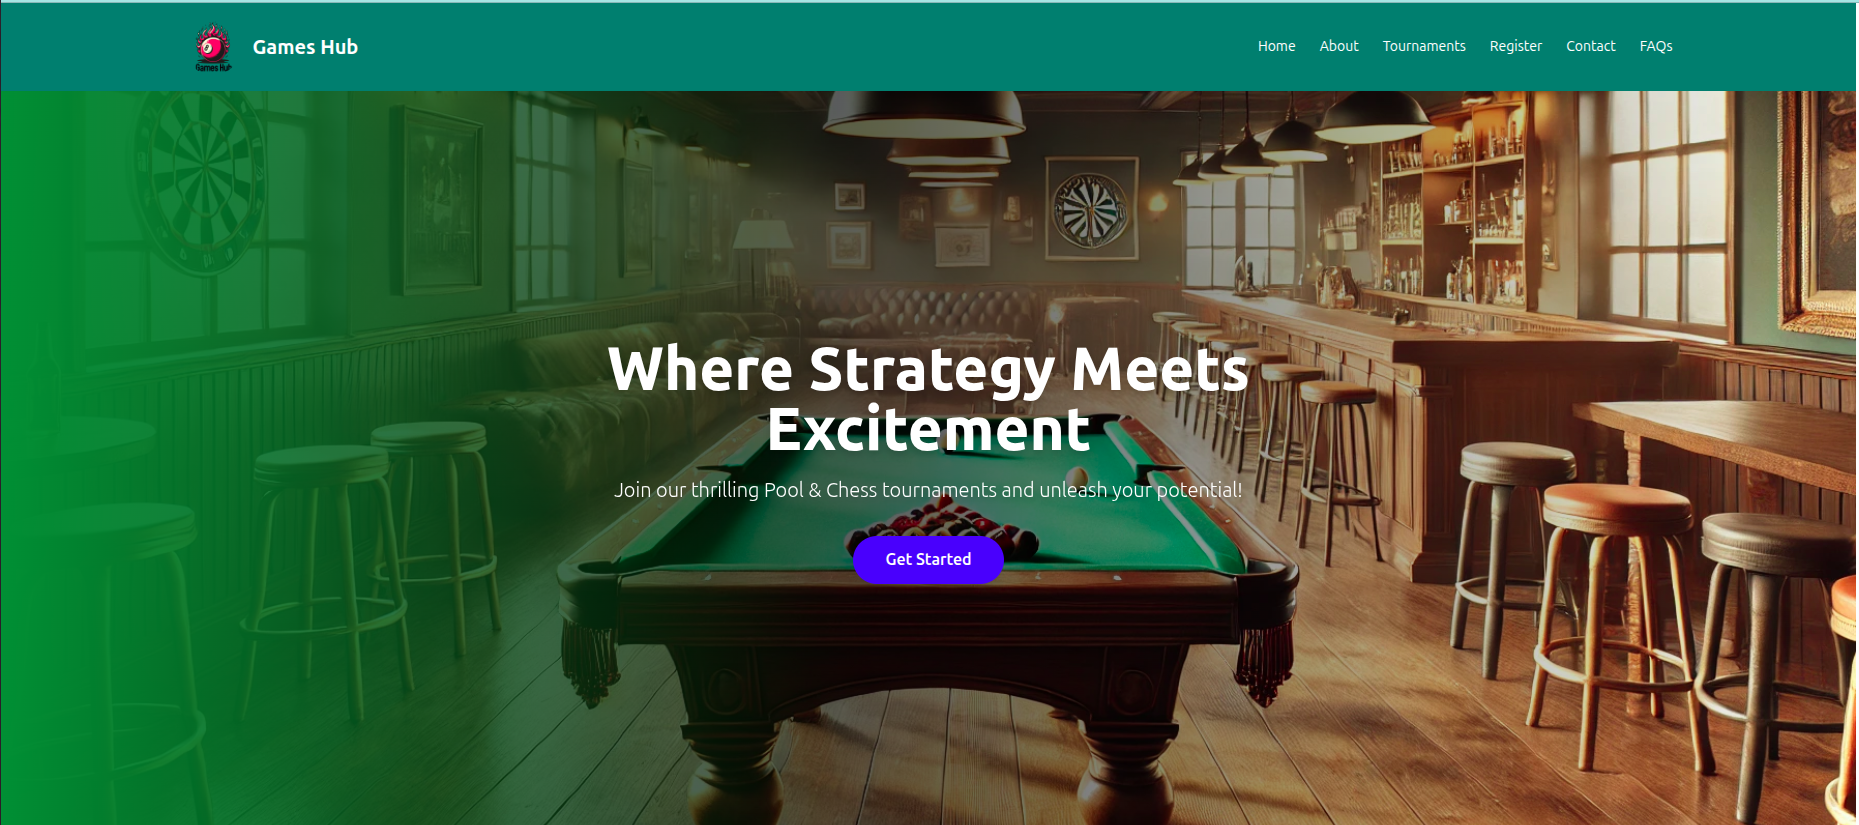 Games Hub
Games Hub
Home
About
Tournaments
Register
Contact
FAQs
Where Strategy Meets
Excitement
Join our thrilling Pool & Chess tournaments and unleash your potential!
Get Started